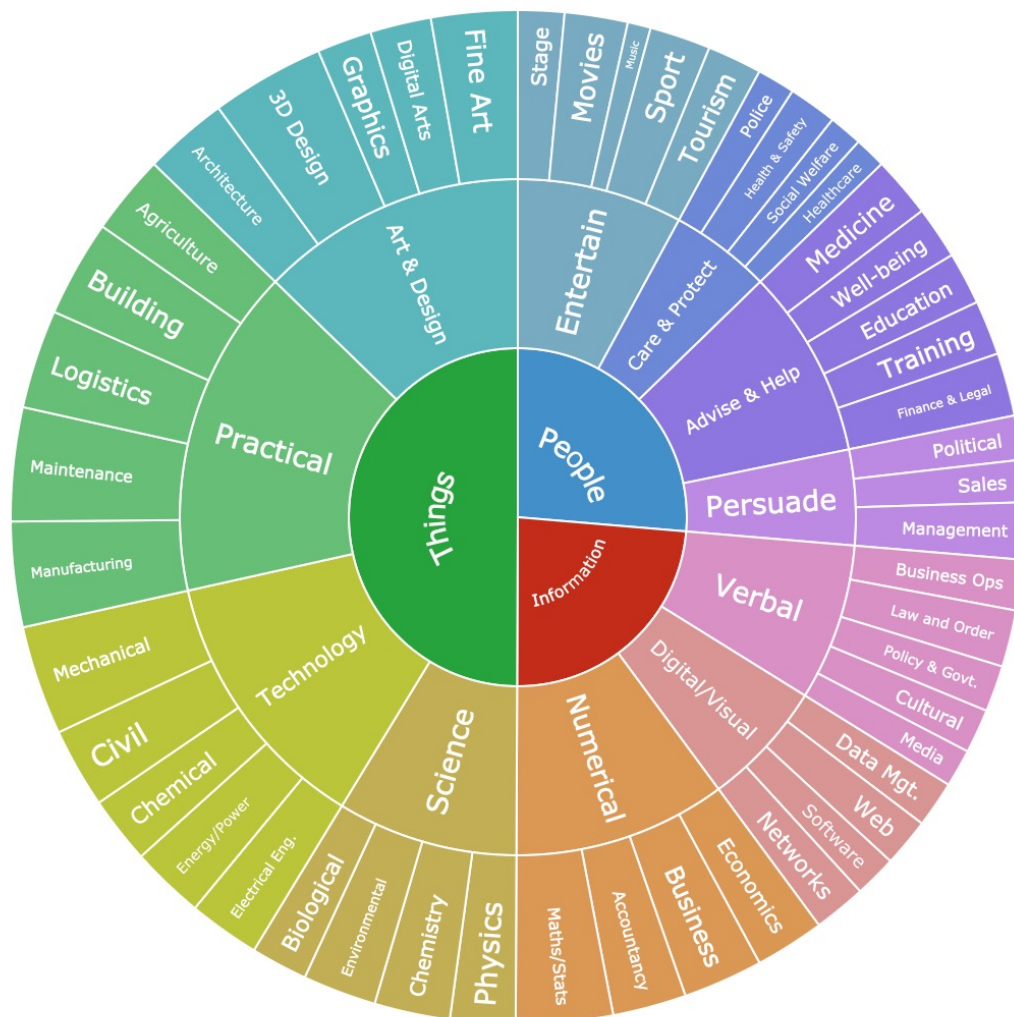 Things
People
Information
Art & Design
Entertain
Care & Protect
Advise & Help
Persuade
Verbal
Digital/Visual
Numerical
Science
Technology
Practical
Stage
Movies
Music
Sport
Tourism
Police
Health & Safety
Social Welfare
Healthcare
Medicine
Well-being
Education
Training
Finance & Legal
Political
Sales
Management
Business Ops
Law and Order
Policy & Govt.
Cultural
Media
Data Mgt.
Web
Software
Networks
Economics
Business
Accountancy
Maths/Stats
Physics
Chemistry
Environmental
Biological
Electrical Eng.
Energy/Power
Chemical
Civil
Mechanical
Manufacturing
Maintenance
Logistics
Building
Agriculture
Architecture
3D Design
Graphics
Digital Arts
Fine Art